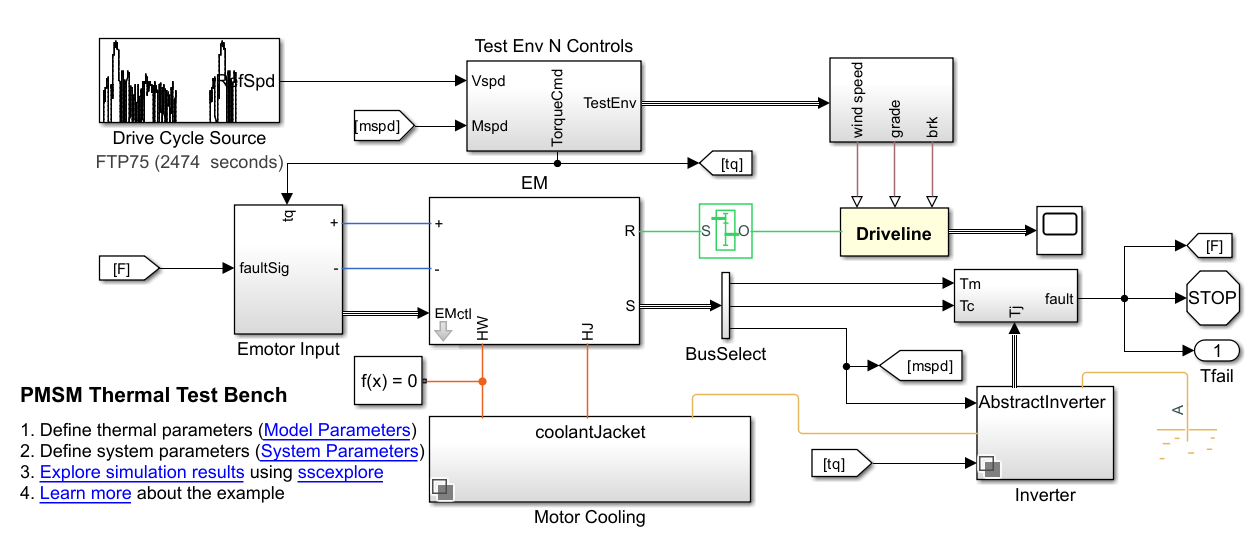 Test Env N Controls
RefSpd
Vspd
Mspd
TorqueCmd
TestEnv
wind speed
grade
brk
[mspd]
Drive Cycle Source
FTP75 (2474 seconds)
[tq]
EM
tq
+
-
faultSig
[F]
Emotor Input
+
-
EMctl
HW
HJ
R
S
S
O
Driveline
Tm
Tc
Tj
fault
[F]
STOP
1
Tfail
BusSelect
[mspd]
f(x) = 0
PMSM Thermal Test Bench
1. Define thermal parameters (Model Parameters)
2. Define system parameters (System Parameters)
3. Explore simulation results using sscexplore
4. Learn more about the example
coolantJacket
Motor Cooling
AbstractInverter
[tq]
Inverter
A